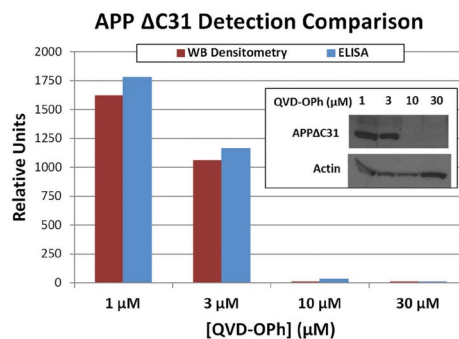 APP ΔC31 Detection Comparison
WB Densitometry ELISA
Relative Units
2000
1750
1500
1250
1000
750
500
250
0
QVD-OPh (μM) 1 3 10 30
APPΔC31
Actin
1 μM 3 μM 10 μM 30 μM
[QVD-OPh] (μM)